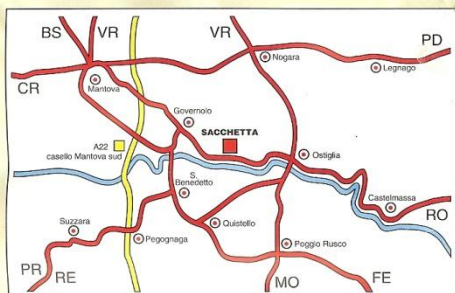 BS
VR
VR
PD
Nogara
Legnago
CR
Mantova
Governolo
SACCHETTA
A22
casello Mantova sud
Ostiglia
S.
Benedetto
Castelmassa
Suzzara
Quistello
RO
Pegognaga
Poggio Rusco
PR
RE
MO
FE